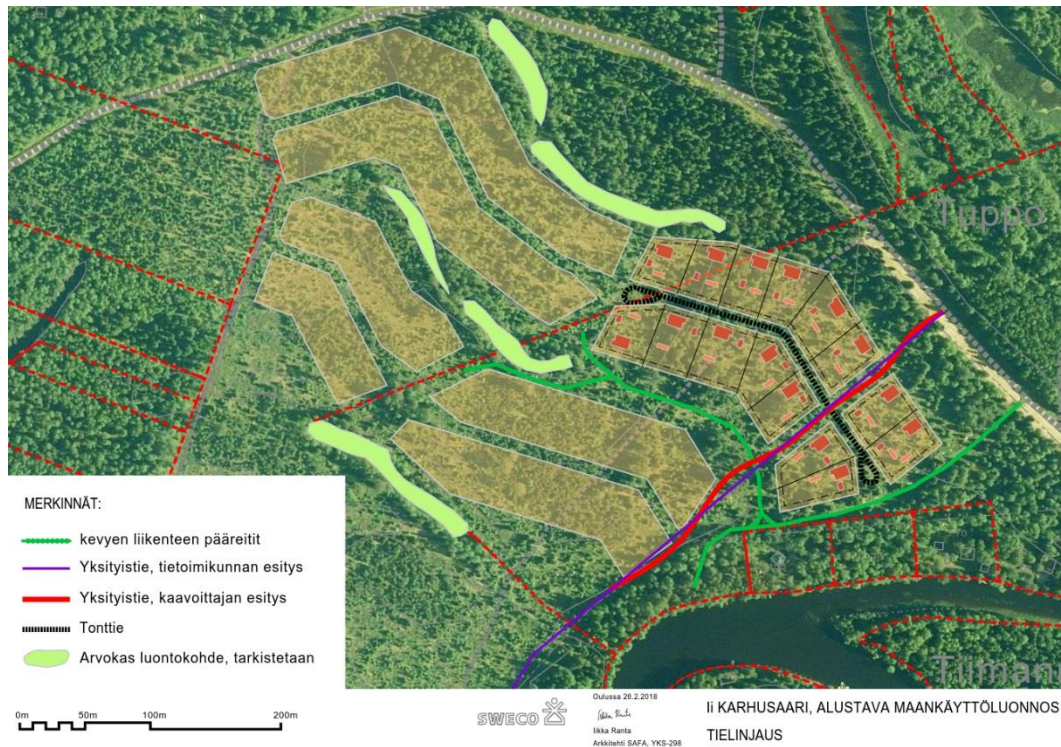 Tuppo
Tiiman
MERKINNÄT:
kevyen liikenteen pääreitit
Yksityistie, tietoimikunnan esitys
Yksityistie, kaavoittajan esitys
Tonttie
Arvokas luontokohde, tarkistetaan
0m 50m 100m 200m
SWECO
Oulussa 26.2.2018
Iikka Ranta
Arkkitehti SAFA, YKS-298
Ii KARHUSAARI, ALUSTAVA MAANKÄYTTÖLUONNOS
TIELINJAUS